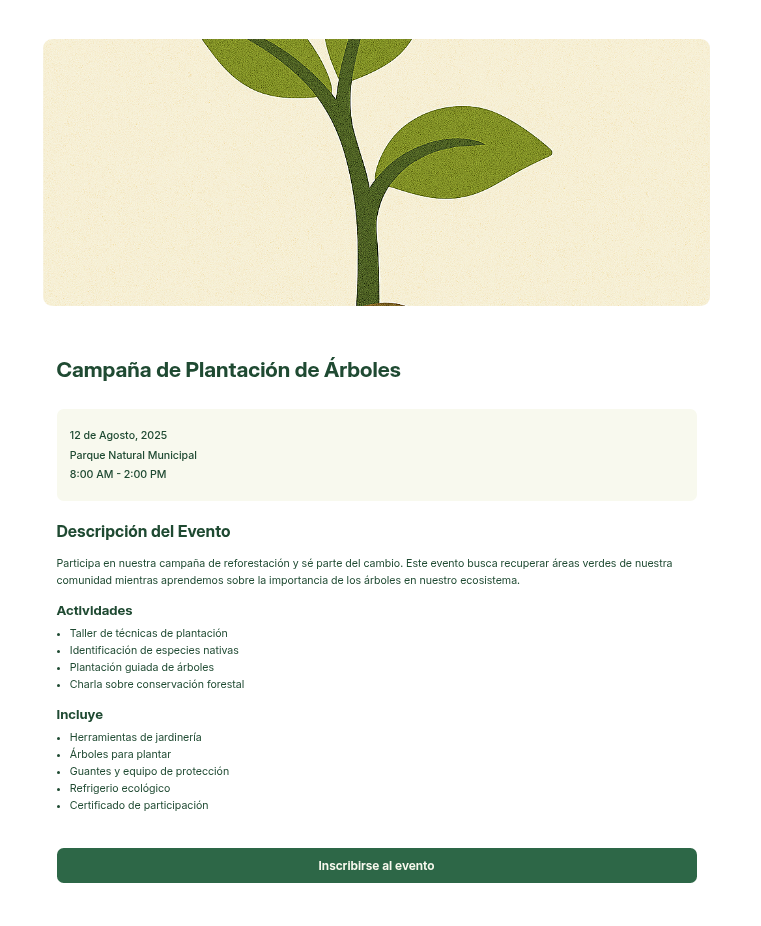 Campaña de Plantación de Árboles
12 de Agosto, 2025
Parque Natural Municipal
8:00 AM - 2:00 PM
Descripción del Evento
Participa en nuestra campaña de reforestación y sé parte del cambio. Este evento busca recuperar áreas verdes de nuestra
comunidad mientras aprendemos sobre la importancia de los árboles en nuestro ecosistema.
Actividades
• Taller de técnicas de plantación
• Identificación de especies nativas
• Plantación guiada de árboles
• Charla sobre conservación forestal
Incluye
• Herramientas de jardinería
• Árboles para plantar
• Guantes y equipo de protección
• Refrigerio ecológico
• Certificado de participación
Inscribirse al evento